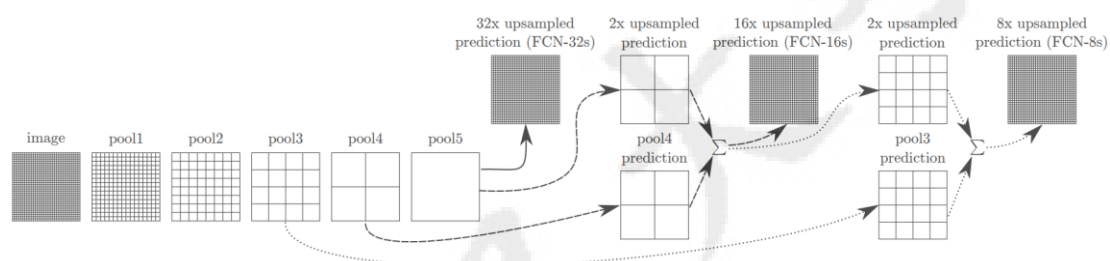 32x upsampled
prediction (FCN-32s)
2x upsampled
prediction
16x upsampled
prediction (FCN-16s)
2x upsampled
prediction
8x upsampled
prediction (FCN-8s)
image
pool1
pool2
pool3
pool4
pool5
pool4
prediction
∑
pool3
prediction
∑